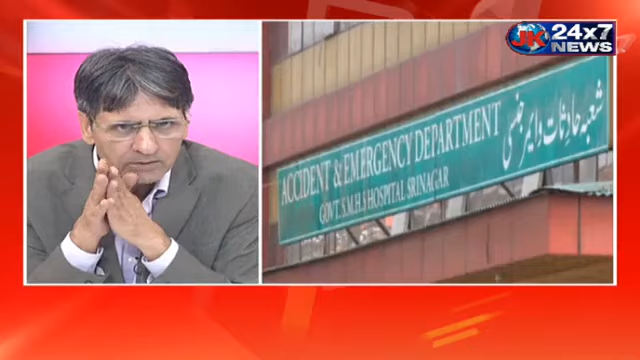 JK 24x7
NEWS
شعبہ حادثات وایمرجنسی
ACCIDENT & EMERGENCY DEPARTMENT
GOVT. S.M.H.S HOSPITAL SRINAGAR